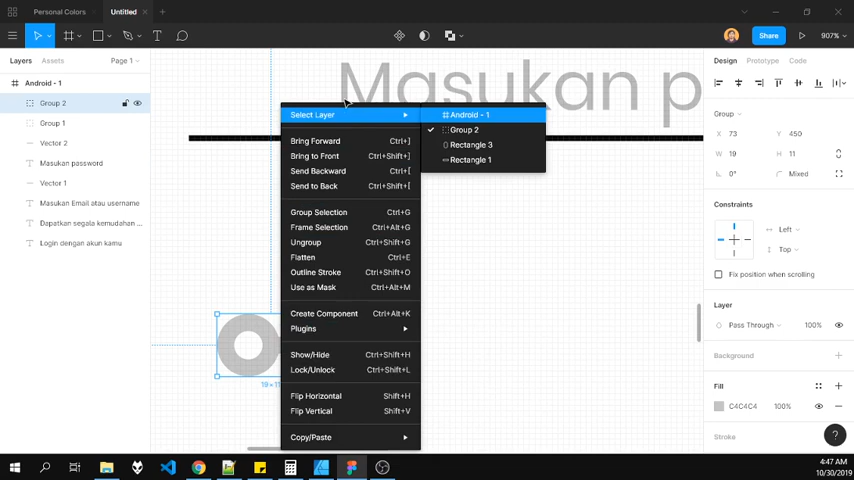 Personal Colors
Untitled
Share
907%
Layers
Assets
Page 1
Design
Prototype
Code
Android - 1
Group 2
Group 1
Vector 2
Masukan password
Vector 1
Masukan Email atau username
Dapatkan segala kemudahan ...
Login dengan akun kamu
Masukan p
Select Layer
Bring Forward Ctrl+]
Bring to Front Ctrl+Shift+]
Send Backward Ctrl+[
Send to Back Ctrl+Shift+[
Group Selection Ctrl+G
Frame Selection Ctrl+Alt+G
Ungroup Ctrl+Shift+G
Flatten Ctrl+E
Outline Stroke Ctrl+Shift+O
Use as Mask Ctrl+Alt+M
Create Component Ctrl+Alt+K
Plugins
Show/Hide Ctrl+Shift+H
Lock/Unlock Ctrl+Shift+L
Flip Horizontal Shift+H
Flip Vertical Shift+V
Copy/Paste
Android - 1
Group 2
Rectangle 3
Rectangle 1
19×11
Group
X 73 Y 450
W 19 H 11
0° Mixed
Constraints
Left
Top
Fix position when scrolling
Layer
Pass Through 100%
Background
Fill
C4C4C4 100%
Stroke
?
4:47 AM
10/30/2019